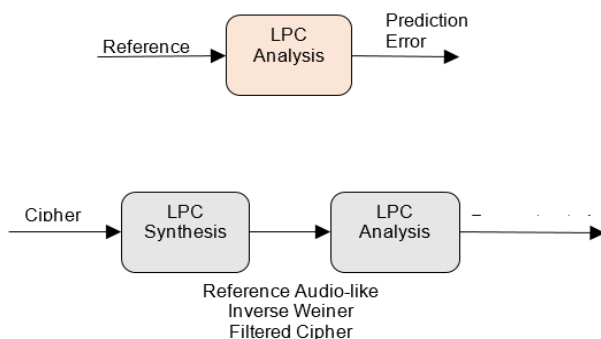 Prediction
Error
LPC
Analysis
Reference
Cipher
LPC
Synthesis
LPC
Analysis
Reference Audio-like
Inverse Weiner
Filtered Cipher